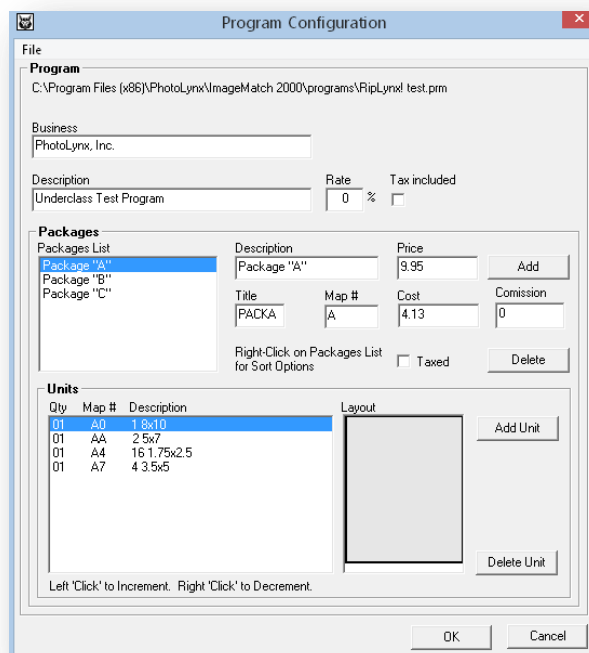 Program Configuration
File
Program
C:\Program Files (x86)\PhotoLynx\ImageMatch 2000\programs\RipLynx! test.prm
Business
PhotoLynx, Inc.
Description Rate Tax included
Underclass Test Program 0 %
Packages
Packages List Description Price
Package "A" Package "A" 9.95 Add
Package "B"
Package "C" Title Map # Cost Comission
PACKA A 4.13 0
Right-Click on Packages List
for Sort Options Taxed Delete
Units
Qty Map # Description Layout
01 A0 1 8x10 Add Unit
01 AA 2 5x7
01 A4 16 1.75x2.5
01 A7 4 3.5x5
Delete Unit
Left 'Click' to Increment. Right 'Click' to Decrement.
OK Cancel